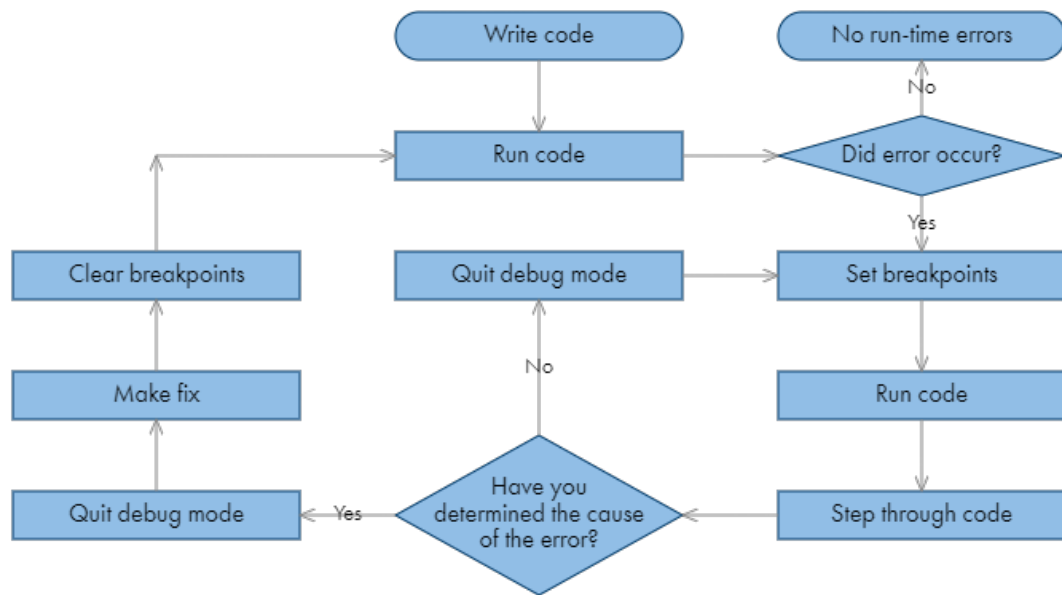 Write code
No run-time errors
No
Run code
Did error occur?
Yes
Clear breakpoints
Quit debug mode
Set breakpoints
No
Make fix
Run code
Have you
determined the cause
of the error?
Quit debug mode
Yes
Step through code